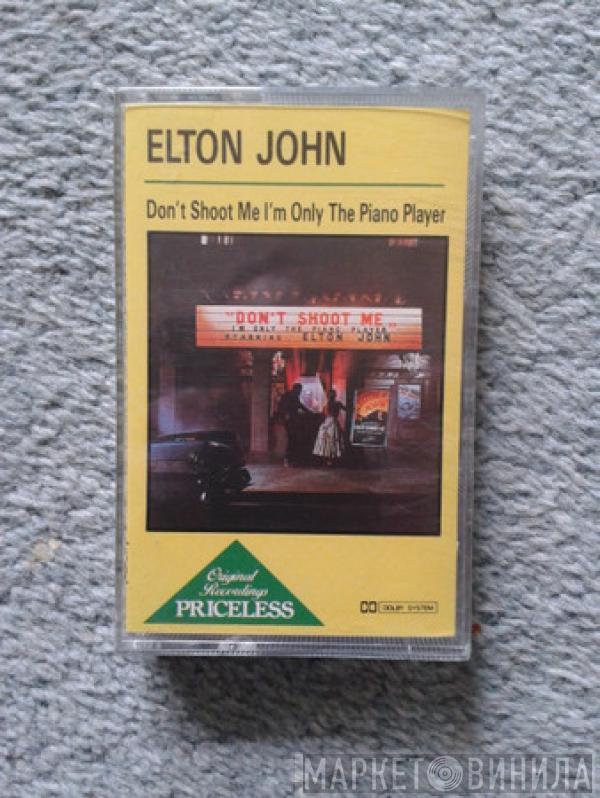 ELTON JOHN
Don't Shoot Me I'm Only The Piano Player
"DON'T SHOOT ME
I'M ONLY THE PIANO PLAYER"
STARRING ELTON JOHN
Original
Recordings
PRICELESS
DOLBY SYSTEM
МАРКЕТ ВИНИЛА